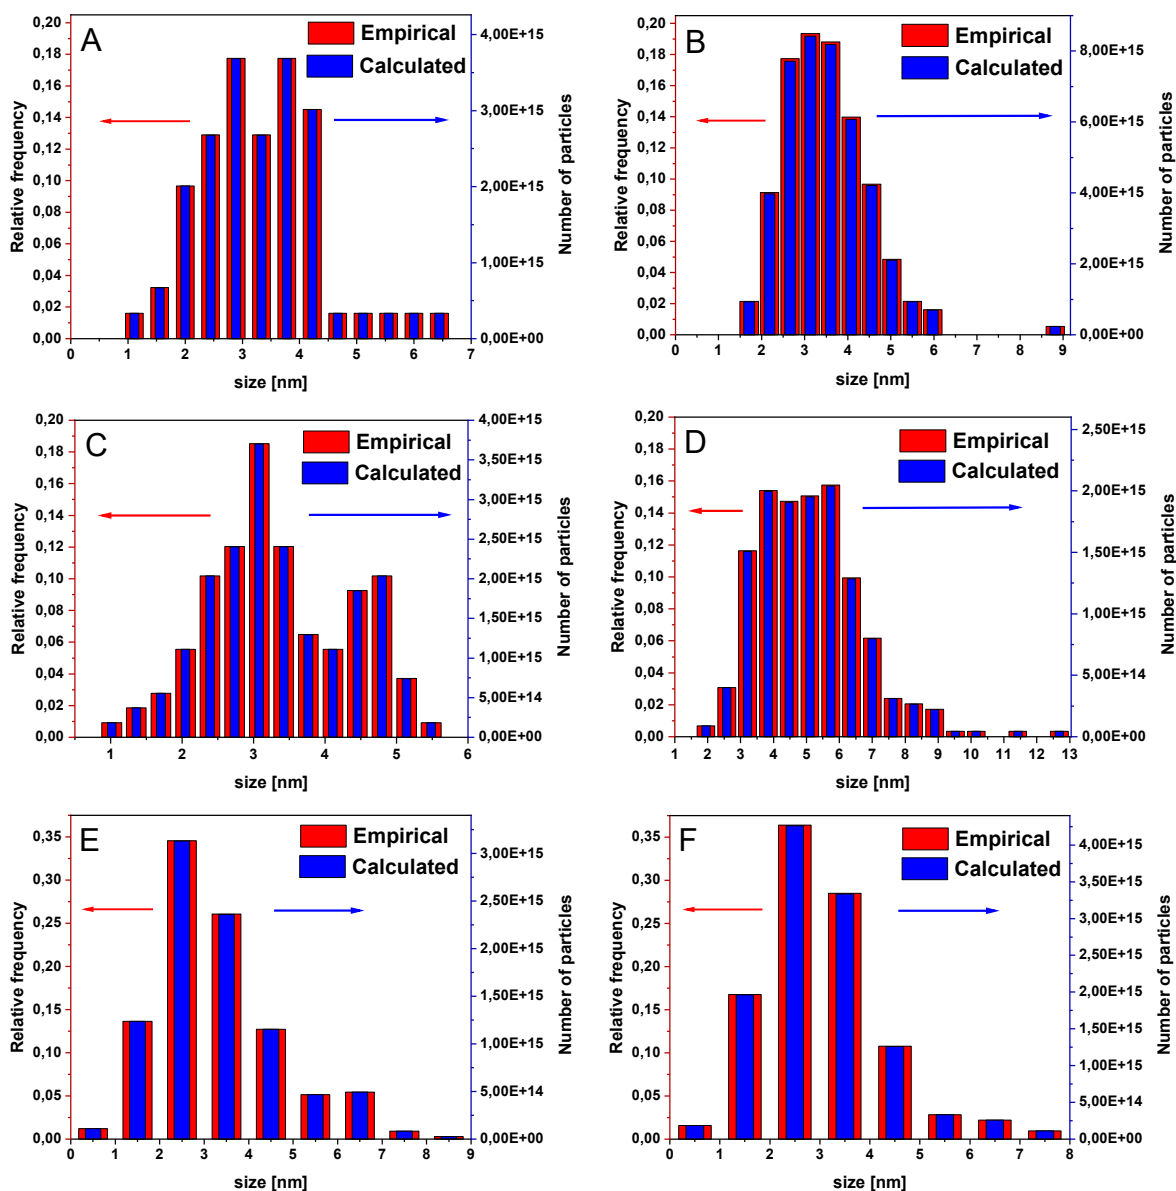 A
Empirical
Calculated
Relative frequency
Number of particles
0,20
0,18
0,16
0,14
0,12
0,10
0,08
0,06
0,04
0,02
0,00
4,00E+15
3,00E+15
2,00E+15
1,00E+15
0,00E+00
0 1 2 3 4 5 6 7
size [nm]
B
Empirical
Calculated
Relative frequency
Number of particles
0,20
0,18
0,16
0,14
0,12
0,10
0,08
0,06
0,04
0,02
0,00
8,00E+15
6,00E+15
4,00E+15
2,00E+15
0,00E+00
0 1 2 3 4 5 6 7 8 9
size [nm]
C
Empirical
Calculated
Relative frequency
Number of particles
0,20
0,18
0,16
0,14
0,12
0,10
0,08
0,06
0,04
0,02
0,00
4,00E+15
3,50E+15
3,00E+15
2,50E+15
2,00E+15
1,50E+15
1,00E+15
5,00E+14
0,00E+00
1 2 3 4 5 6
size [nm]
D
Empirical
Calculated
Relative frequency
Number of particles
0,20
0,18
0,16
0,14
0,12
0,10
0,08
0,06
0,04
0,02
0,00
2,50E+15
2,00E+15
1,50E+15
1,00E+15
5,00E+14
0,00E+00
1 2 3 4 5 6 7 8 9 10 11 12 13
size [nm]
E
Empirical
Calculated
Relative frequency
Number of particles
0,35
0,30
0,25
0,20
0,15
0,10
0,05
0,00
3,00E+15
2,50E+15
2,00E+15
1,50E+15
1,00E+15
5,00E+14
0,00E+00
0 1 2 3 4 5 6 7 8 9
size [nm]
F
Empirical
Calculated
Relative frequency
Number of particles
0,35
0,30
0,25
0,20
0,15
0,10
0,05
0,00
4,00E+15
3,50E+15
3,00E+15
2,50E+15
2,00E+15
1,50E+15
1,00E+15
5,00E+14
0,00E+00
0 1 2 3 4 5 6 7 8
size [nm]